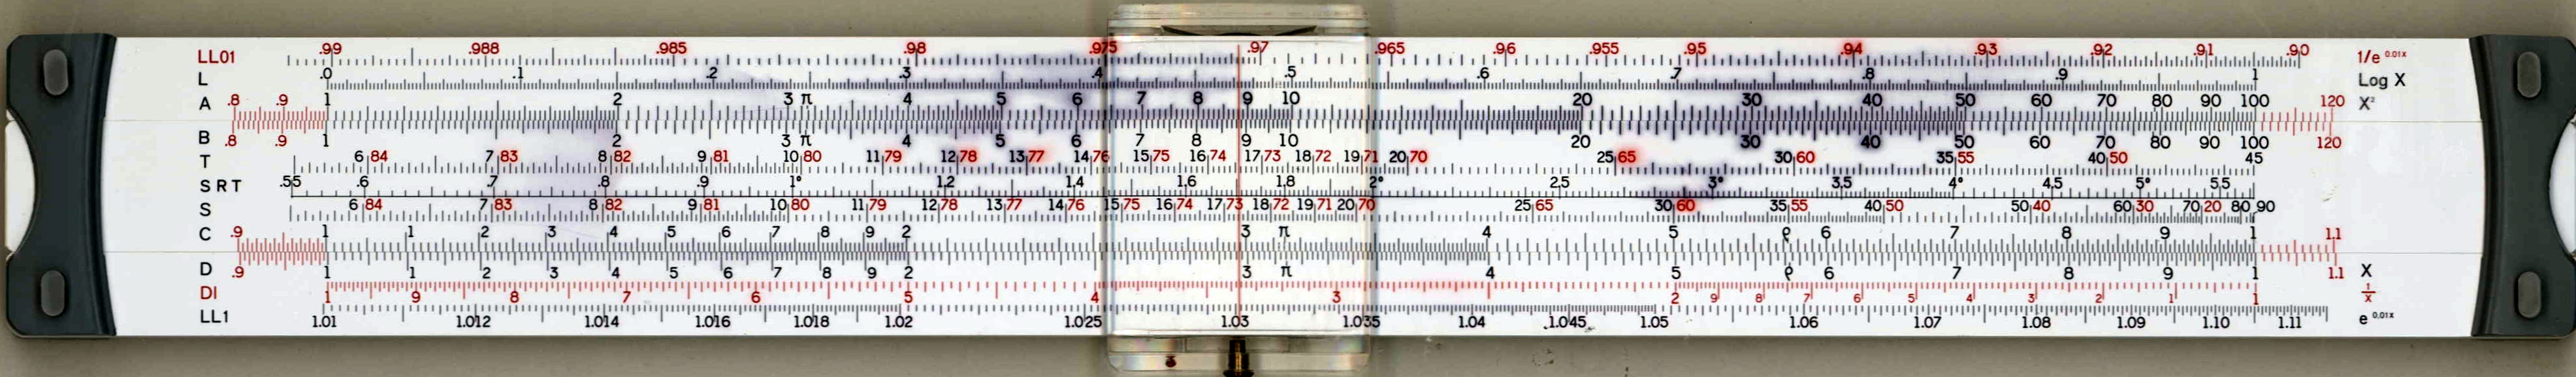 LL01 .99 .988 .985 .98 .975 .97 .965 .96 .955 .95 .94 .93 .92 .91 .90 1/e 0.01x
L .0 .1 .2 .3 .4 .5 .6 .7 .8 .9 1 Log X
A .8 .9 1 2 3 π 4 5 6 7 8 9 10 20 30 40 50 60 70 80 90 100 120 X²
B .8 .9 1 2 3 π 4 5 6 7 8 9 10 20 30 40 50 60 70 80 90 100 120
T 6 84 7 83 8 82 9 81 10 80 11 79 12 78 13 77 14 76 15 75 16 74 17 73 18 72 19 71 20 70 25 65 30 60 35 55 40 50 45
SRT .55 .6 .7 .8 .9 1° 1.2 1.4 1.6 1.8 2° 2.5 3° 3.5 4° 4.5 5° 5.5
S 6 84 7 83 8 82 9 81 10 80 11 79 12 78 13 77 14 76 15 75 16 74 17 73 18 72 19 71 20 70 25 65 30 60 35 55 40 50 50 40 60 30 70 20 80 90
C .9 1 1 2 3 4 5 6 7 8 9 2 3 π 4 5 ρ 6 7 8 9 1 1.1
D .9 1 1 2 3 4 5 6 7 8 9 2 3 π 4 5 ρ 6 7 8 9 1 1.1 X
DI 1 9 8 7 6 5 4 3 2 9 8 7 6 5 4 3 2 1 1 1/x
LL1 1.01 1.012 1.014 1.016 1.018 1.02 1.025 1.03 1.035 1.04 1.045 1.05 1.06 1.07 1.08 1.09 1.10 1.11 e 0.01x